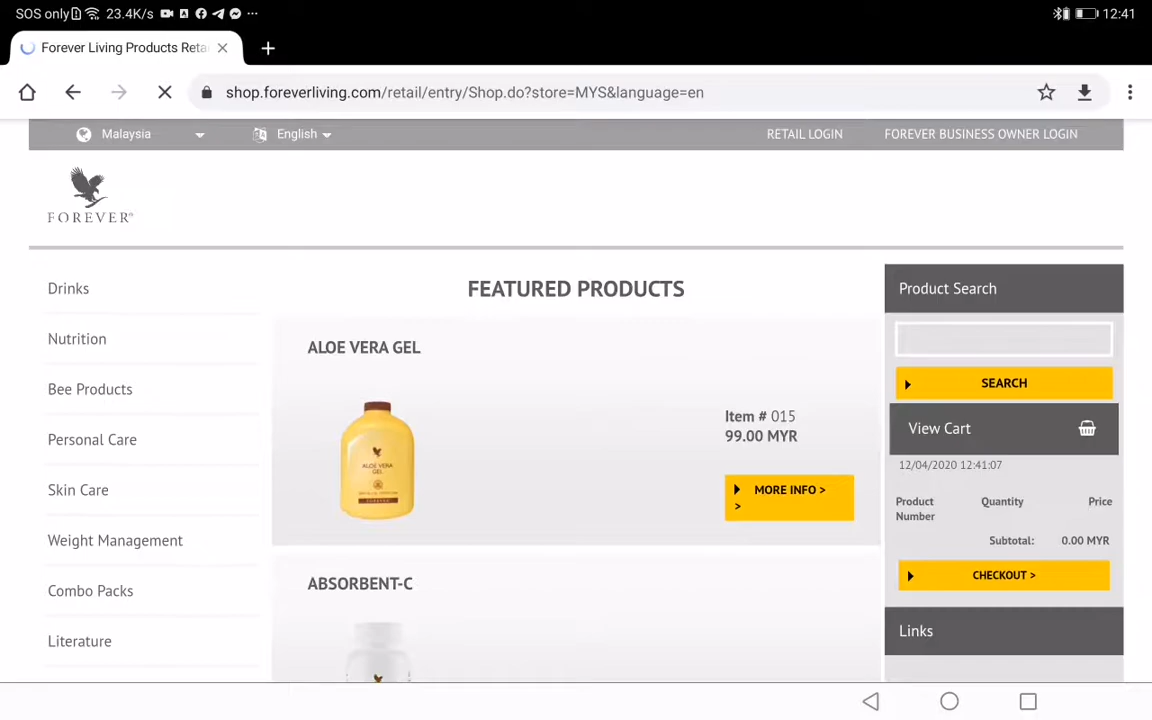 SOS only 23.4K/s ... 12:41
Forever Living Products Reta
shop.foreverliving.com/retail/entry/Shop.do?store=MYS&language=en
Malaysia English RETAIL LOGIN FOREVER BUSINESS OWNER LOGIN
FOREVER®
Drinks
Nutrition
Bee Products
Personal Care
Skin Care
Weight Management
Combo Packs
Literature
FEATURED PRODUCTS
ALOE VERA GEL
ALOE VERA
GEL
FOREVER
Item # 015
99.00 MYR
MORE INFO >
>
ABSORBENT-C
Product Search
SEARCH
View Cart
12/04/2020 12:41:07
Product Number Quantity Price
Subtotal: 0.00 MYR
CHECKOUT >
Links